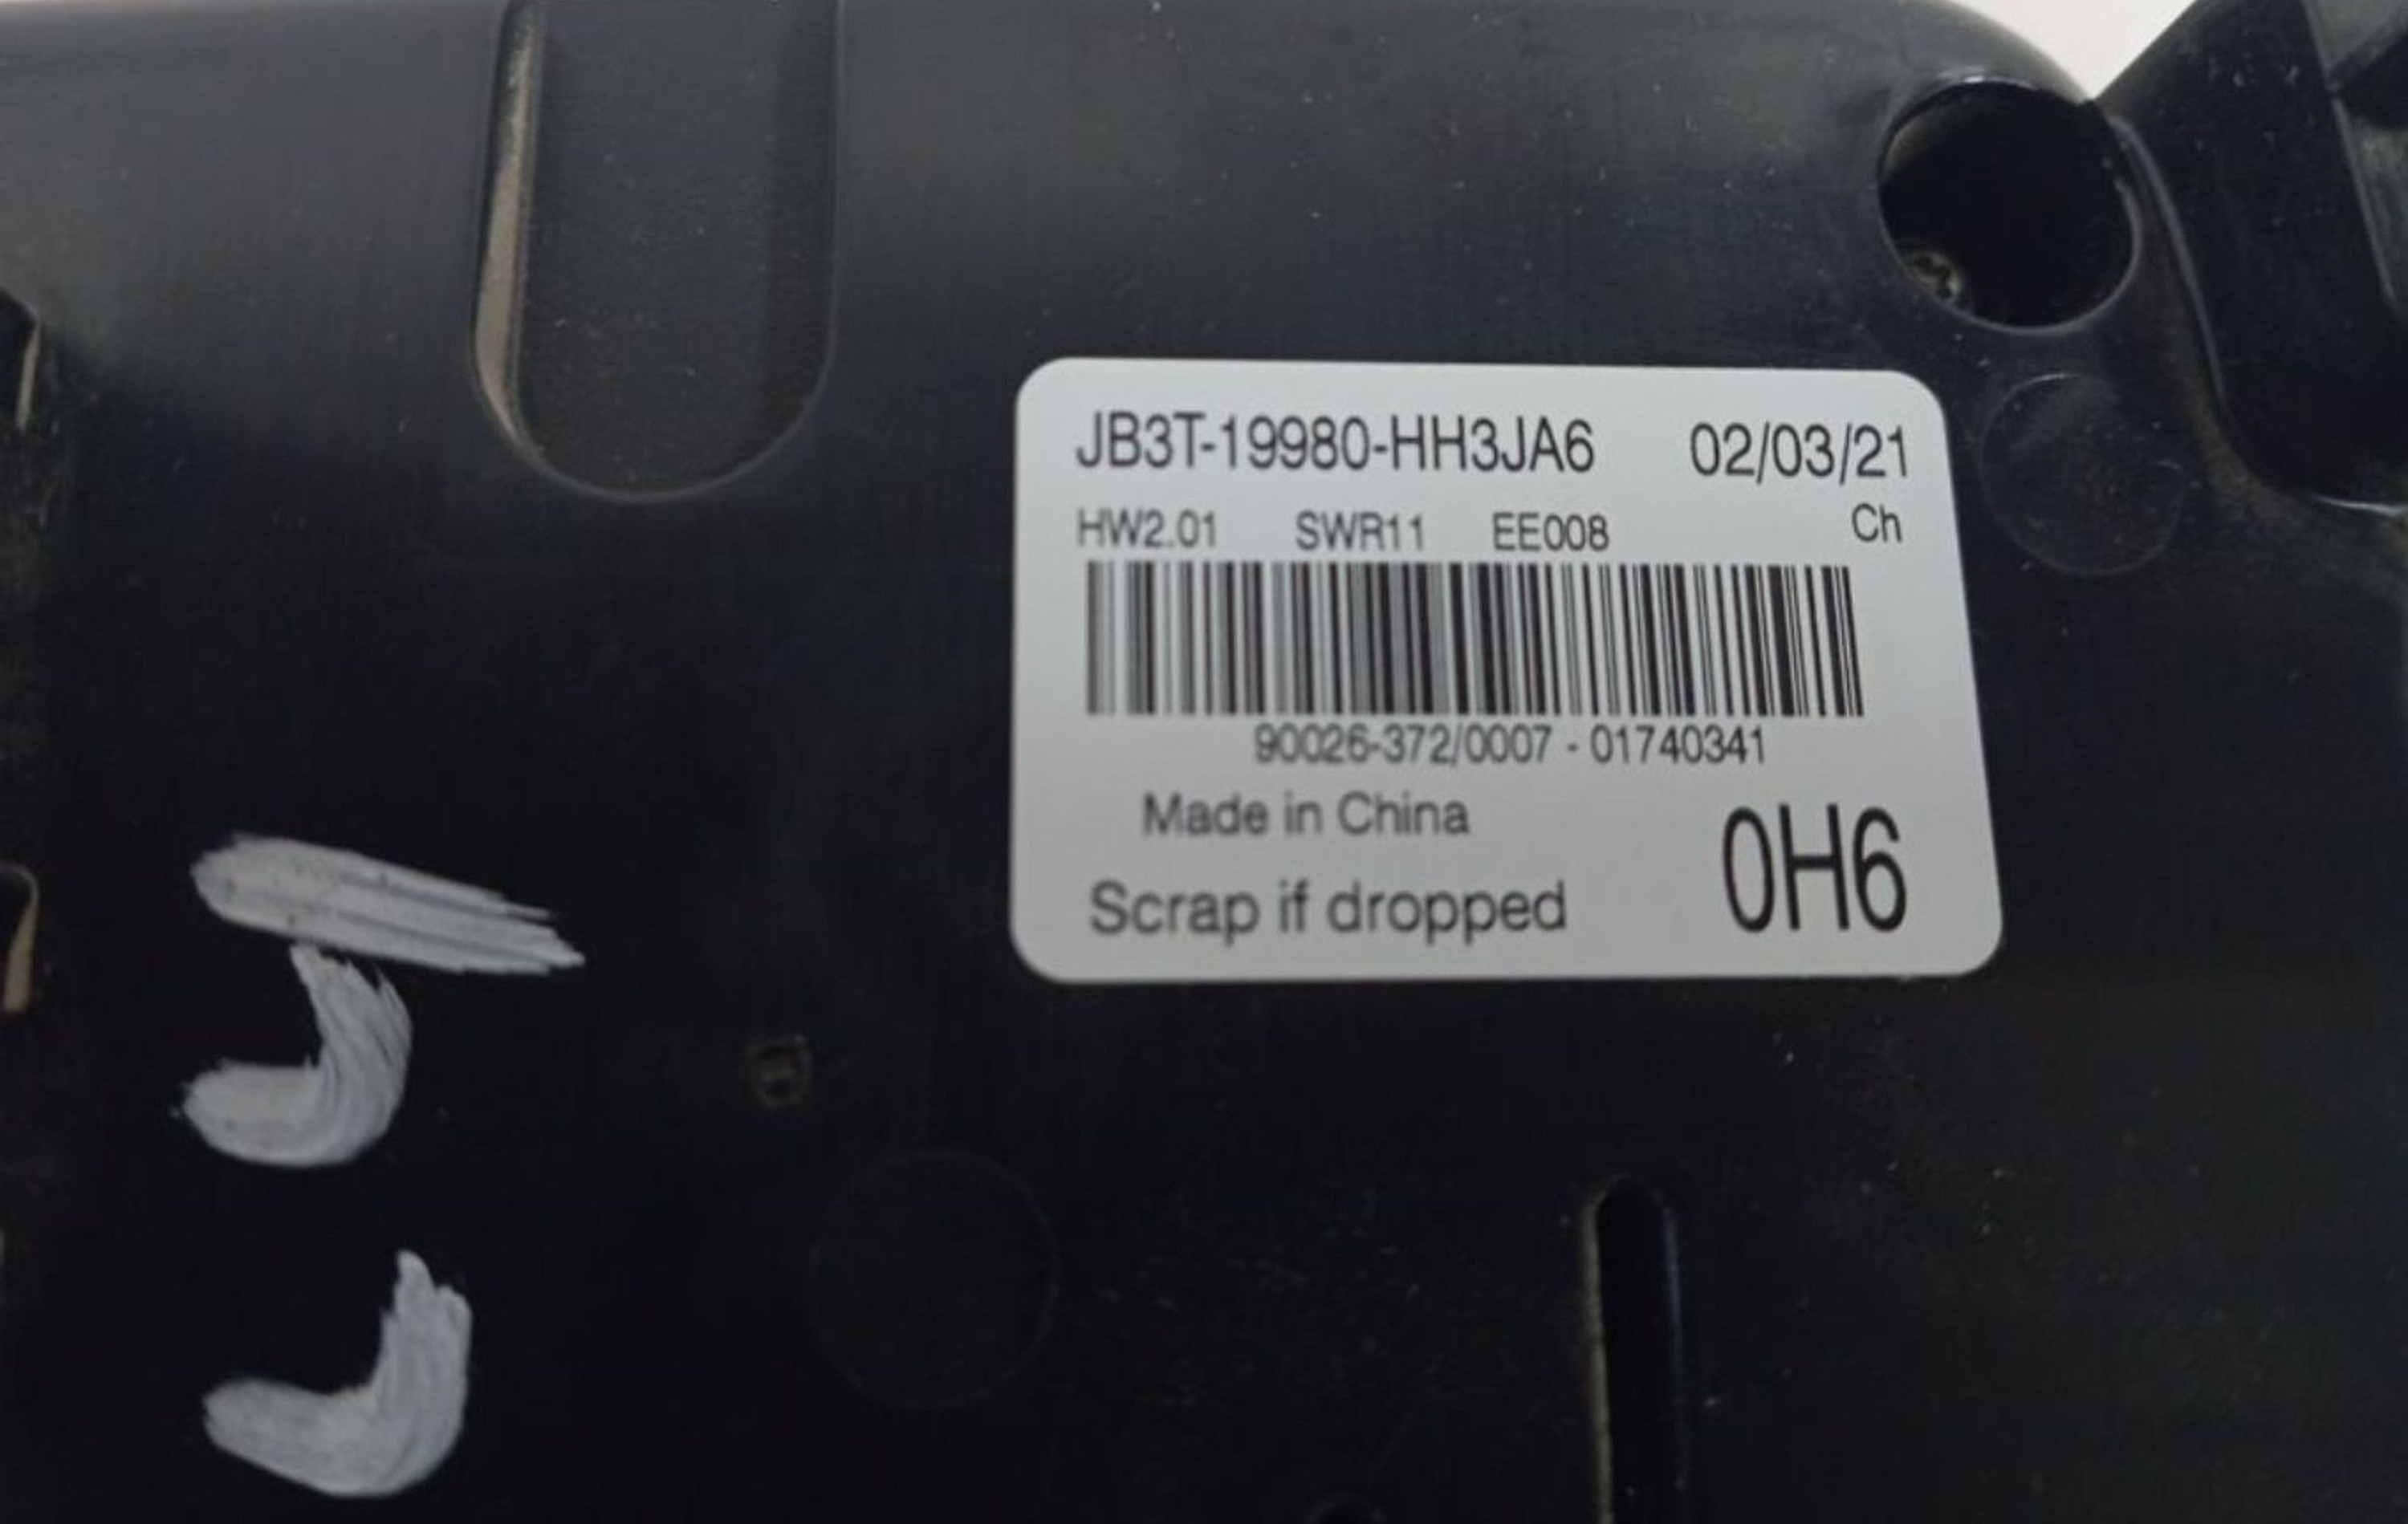 JB3T-19980-HH3JA6 02/03/21
HW2.01 SWR11 EE008 Ch
90026-372/0007 - 01740341
Made in China
Scrap if dropped 0H6